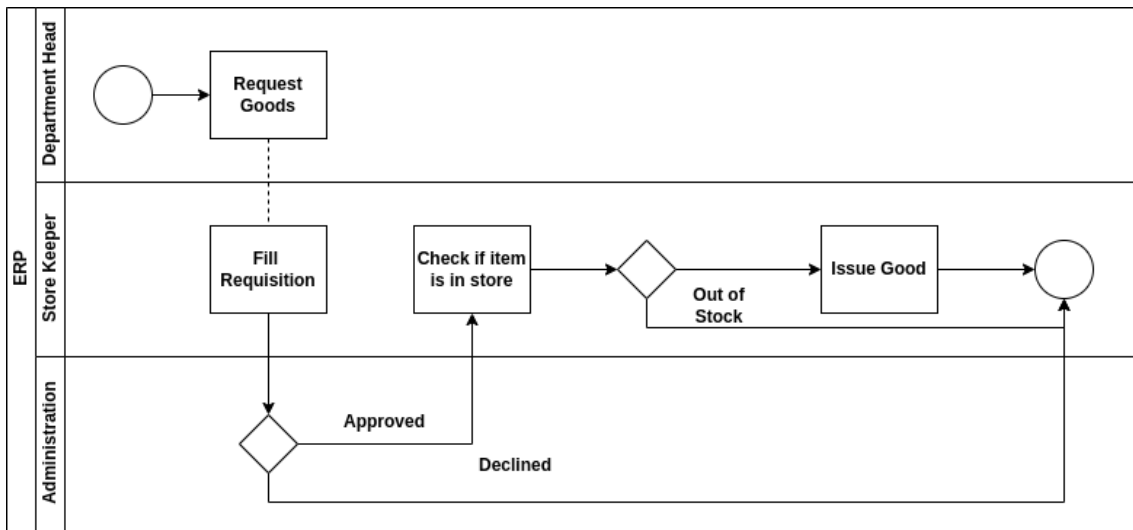 ERP
Department Head
Request
Goods
Store Keeper
Fill
Requisition
Check if item
is in store
Out of
Stock
Issue Good
Administration
Approved
Declined